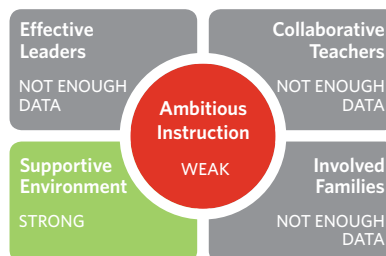 Effective
Leaders
NOT ENOUGH
DATA
Collaborative
Teachers
NOT ENOUGH
DATA
Ambitious
Instruction
WEAK
Supportive
Environment
STRONG
Involved
Families
NOT ENOUGH
DATA